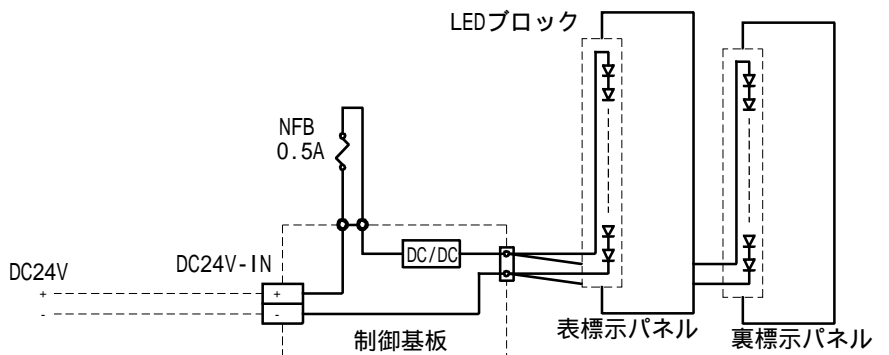 LEDブロック
NFB
0.5A
DC/DC
DC24V
DC24V-IN
+
-
+
-
制御基板
表標示パネル
裏標示パネル